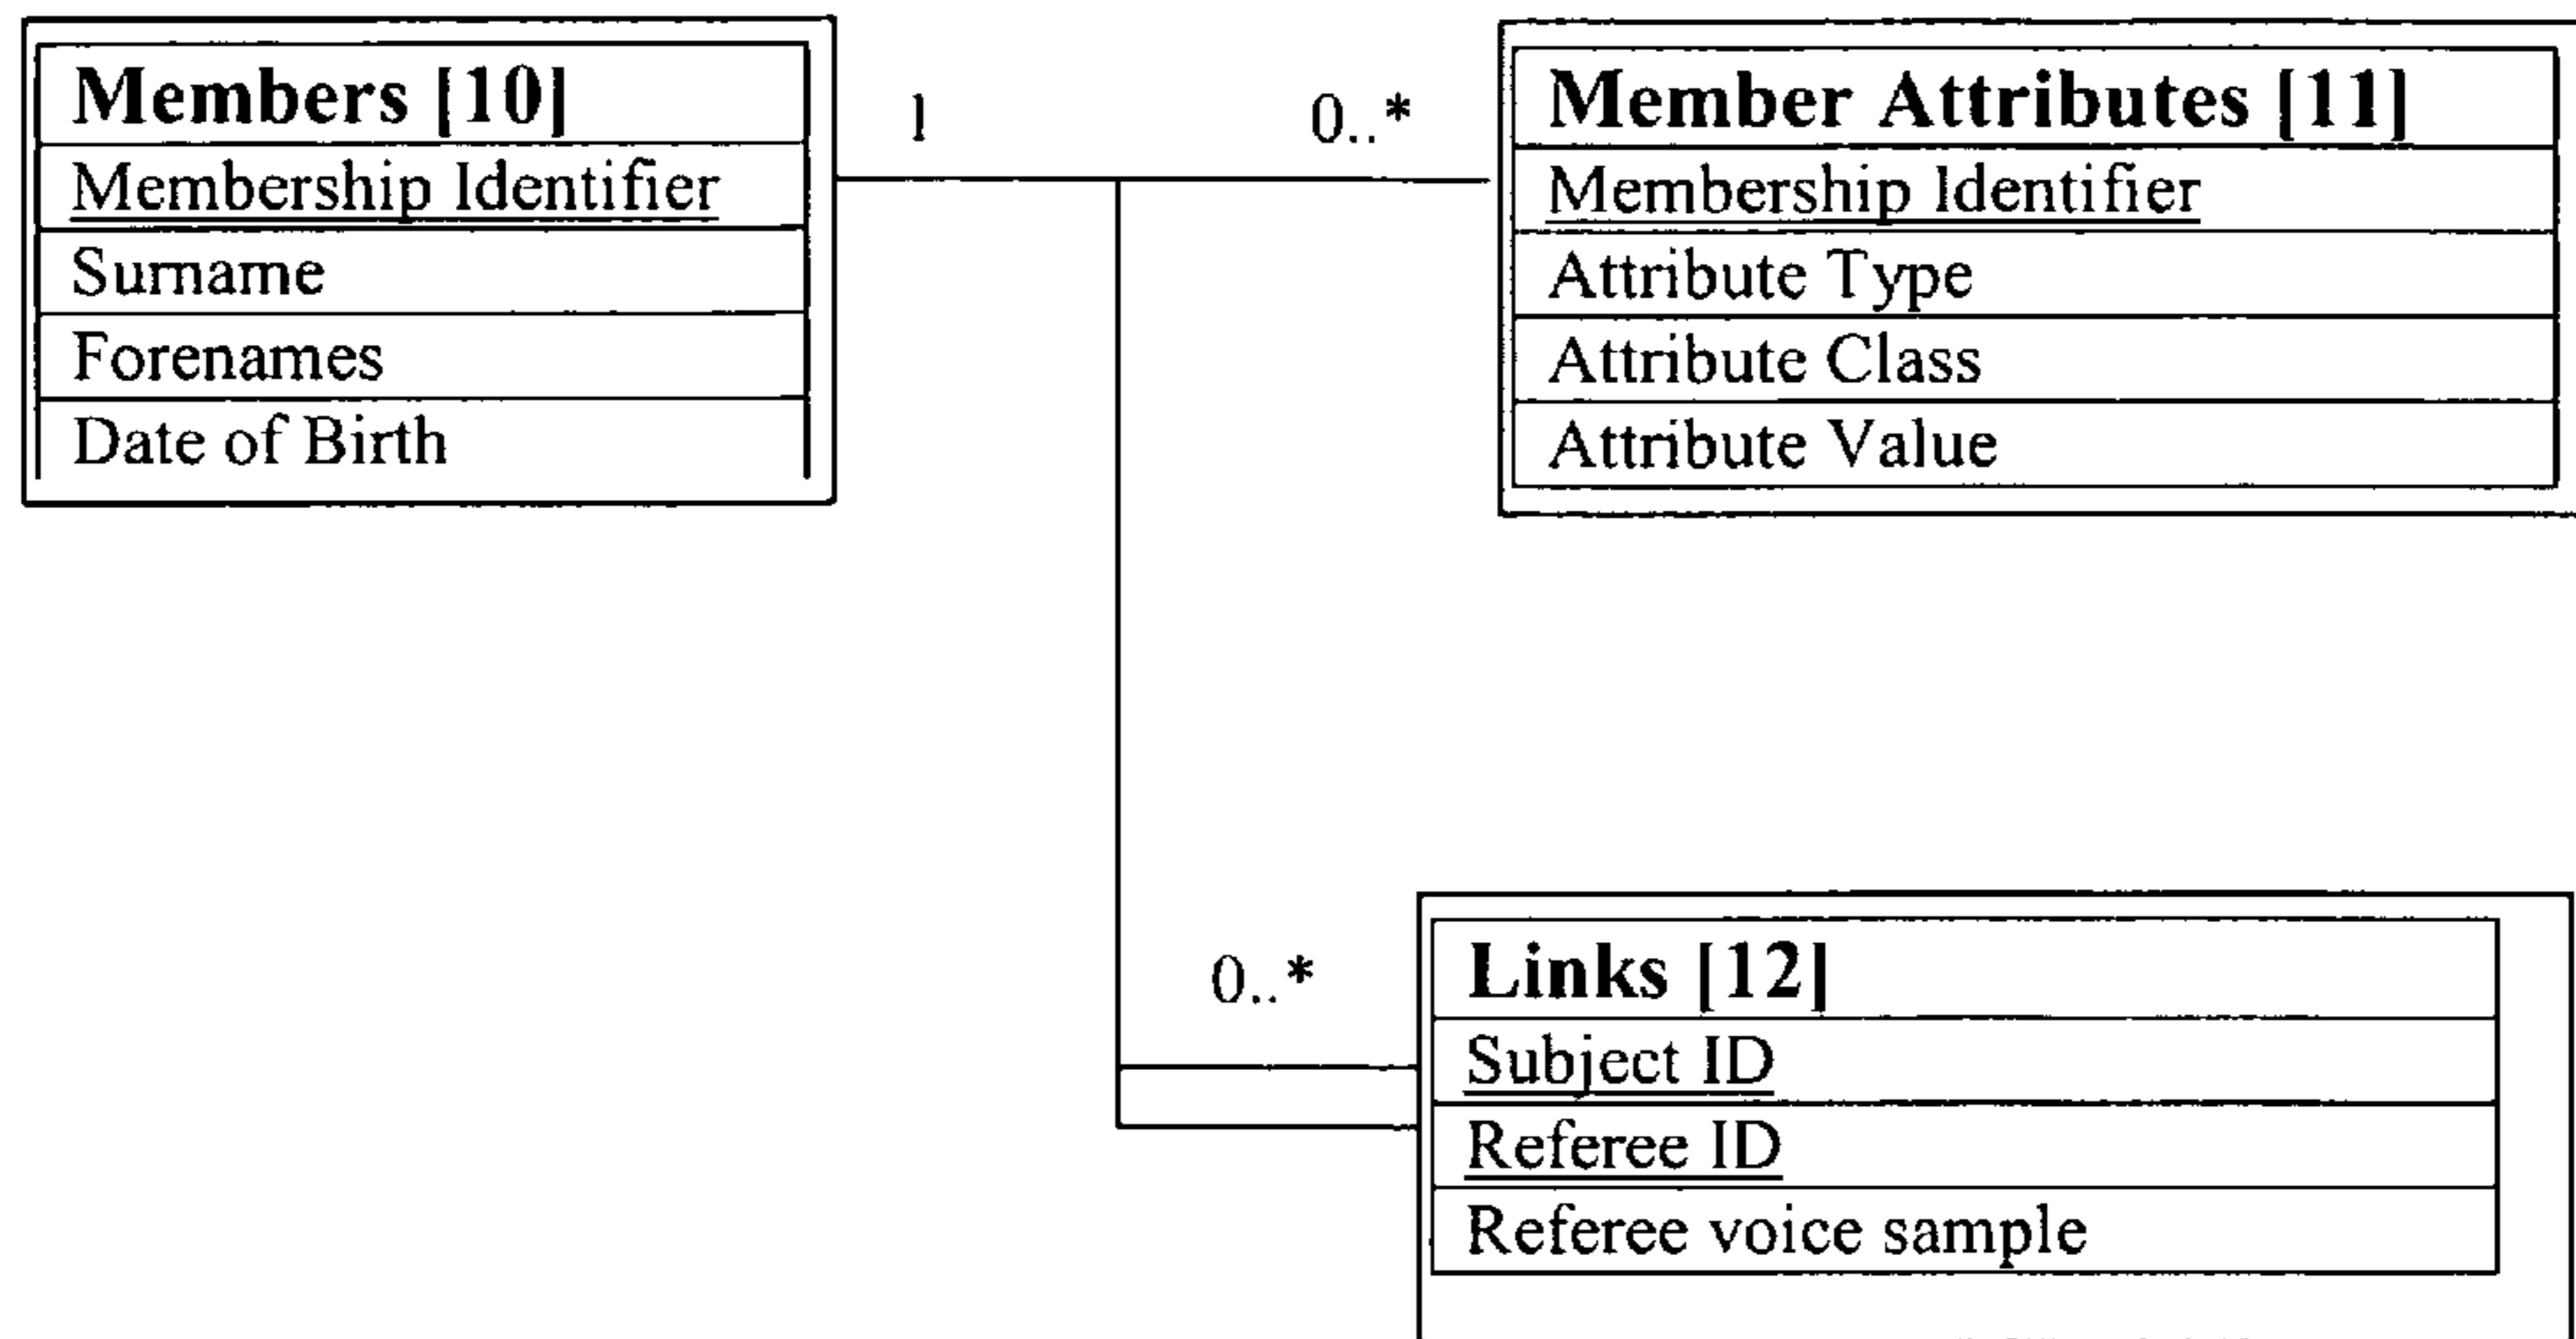 Members [10]
Membership Identifier
Surname
Forenames
Date of Birth
1
0..*
Member Attributes [11]
Membership Identifier
Attribute Type
Attribute Class
Attribute Value
0..*
Links [12]
Subject ID
Referee ID
Referee voice sample